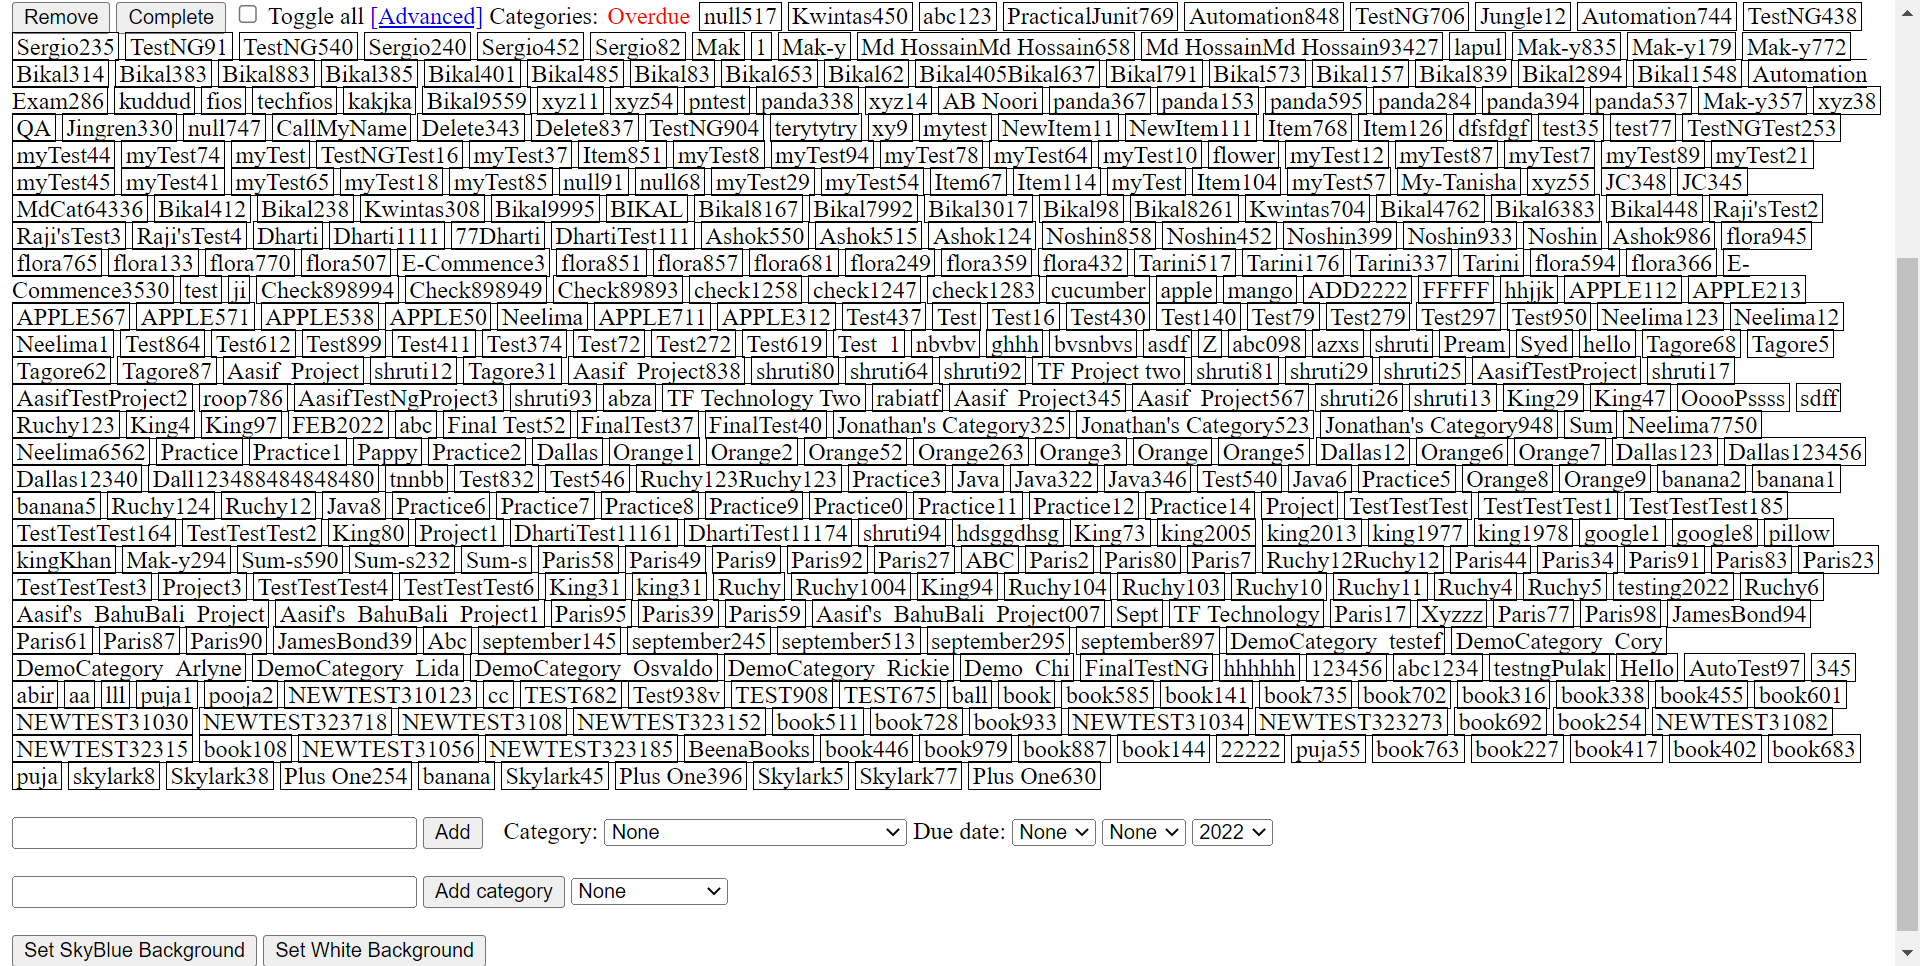 Remove Complete Toggle all [Advanced] Categories: Overdue null517 Kwintas450 abc123 PracticalJunit769 Automation848 TestNG706 Jungle12 Automation744 TestNG438
Sergio235 TestNG91 TestNG540 Sergio240 Sergio452 Sergio82 Mak 1 Mak-y Md HossainMd Hossain658 Md HossainMd Hossain93427 lapul Mak-y835 Mak-y179 Mak-y772
Bikal314 Bikal383 Bikal883 Bikal385 Bikal401 Bikal485 Bikal83 Bikal653 Bikal62 Bikal405Bikal637 Bikal791 Bikal573 Bikal157 Bikal839 Bikal2894 Bikal1548 Automation
Exam286 kuddud fios techfios kakjka Bikal9559 xyz11 xyz54 pntest panda338 xyz14 AB Noori panda367 panda153 panda595 panda284 panda394 panda537 Mak-y357 xyz38
QA Jingren330 null747 CallMyName Delete343 Delete837 TestNG904 terytytry xy9 mytest NewItem11 NewItem111 Item768 Item126 dfsfdgf test35 test77 TestNGTest253
myTest44 myTest74 myTest TestNGTest16 myTest37 Item851 myTest8 myTest94 myTest78 myTest64 myTest10 flower myTest12 myTest87 myTest7 myTest89 myTest21
myTest45 myTest41 myTest65 myTest18 myTest85 null91 null68 myTest29 myTest54 Item67 Item114 myTest Item104 myTest57 My-Tanisha xyz55 JC348 JC345
MdCat64336 Bikal412 Bikal238 Kwintas308 Bikal9995 BIKAL Bikal8167 Bikal7992 Bikal3017 Bikal98 Bikal8261 Kwintas704 Bikal4762 Bikal6383 Bikal448 Raji'sTest2
Raji'sTest3 Raji'sTest4 Dharti Dharti1111 77Dharti DhartiTest111 Ashok550 Ashok515 Ashok124 Noshin858 Noshin452 Noshin399 Noshin933 Noshin Ashok986 flora945
flora765 flora133 flora770 flora507 E-Commence3 flora851 flora857 flora681 flora249 flora359 flora432 Tarini517 Tarini176 Tarini337 Tarini flora594 flora366 E-
Commence3530 test ji Check898994 Check898949 Check89893 check1258 check1247 check1283 cucumber apple mango ADD2222 FFFFF hhjjk APPLE112 APPLE213
APPLE567 APPLE571 APPLE538 APPLE50 Neelima APPLE711 APPLE312 Test437 Test Test16 Test430 Test140 Test79 Test279 Test297 Test950 Neelima123 Neelima12
Neelima1 Test864 Test612 Test899 Test411 Test374 Test72 Test272 Test619 Test_1 nbvbv ghhh bvsnbvs asdf Z abc098 azxs shruti Pream Syed hello Tagore68 Tagore5
Tagore62 Tagore87 Aasif_Project shruti12 Tagore31 Aasif_Project838 shruti80 shruti64 shruti92 TF Project two shruti81 shruti29 shruti25 AasifTestProject shruti17
AasifTestProject2 roop786 AasifTestNgProject3 shruti93 abza TF Technology Two rabiatf Aasif_Project345 Aasif_Project567 shruti26 shruti13 King29 King47 OoooPssss sdff
Ruchy123 King4 King97 FEB2022 abc Final Test52 FinalTest37 FinalTest40 Jonathan's Category325 Jonathan's Category523 Jonathan's Category948 Sum Neelima7750
Neelima6562 Practice Practice1 Pappy Practice2 Dallas Orange1 Orange2 Orange52 Orange263 Orange3 Orange Orange5 Dallas12 Orange6 Orange7 Dallas123 Dallas123456
Dallas12340 Dall123488484848480 tnnbb Test832 Test546 Ruchy123Ruchy123 Practice3 Java Java322 Java346 Test540 Java6 Practice5 Orange8 Orange9 banana2 banana1
banana5 Ruchy124 Ruchy12 Java8 Practice6 Practice7 Practice8 Practice9 Practice0 Practice11 Practice12 Practice14 Project TestTestTest TestTestTest1 TestTestTest185
TestTestTest164 TestTestTest2 King80 Project1 DhartiTest11161 DhartiTest11174 shruti94 hdsggdhsg King73 king2005 king2013 king1977 king1978 google1 google8 pillow
kingKhan Mak-y294 Sum-s590 Sum-s232 Sum-s Paris58 Paris49 Paris9 Paris92 Paris27 ABC Paris2 Paris80 Paris7 Ruchy12Ruchy12 Paris44 Paris34 Paris91 Paris83 Paris23
TestTestTest3 Project3 TestTestTest4 TestTestTest6 King31 king31 Ruchy Ruchy1004 King94 Ruchy104 Ruchy103 Ruchy10 Ruchy11 Ruchy4 Ruchy5 testing2022 Ruchy6
Aasif's_BahuBali_Project Aasif's_BahuBali_Project1 Paris95 Paris39 Paris59 Aasif's_BahuBali_Project007 Sept TF Technology Paris17 Xyzzz Paris77 Paris98 JamesBond94
Paris61 Paris87 Paris90 JamesBond39 Abc september145 september245 september513 september295 september897 DemoCategory_testef DemoCategory_Cory
DemoCategory_Arlyne DemoCategory_Lida DemoCategory_Osvaldo DemoCategory_Rickie Demo_Chi FinalTestNG hhhhhh 123456 abc1234 testngPulak Hello AutoTest97 345
abir aa lll puja1 pooja2 NEWTEST310123 cc TEST682 Test938v TEST908 TEST675 ball book book585 book141 book735 book702 book316 book338 book455 book601
NEWTEST31030 NEWTEST323718 NEWTEST3108 NEWTEST323152 book511 book728 book933 NEWTEST31034 NEWTEST323273 book692 book254 NEWTEST31082
NEWTEST32315 book108 NEWTEST31056 NEWTEST323185 BeenaBooks book446 book979 book887 book144 22222 puja55 book763 book227 book417 book402 book683
puja skylark8 Skylark38 Plus One254 banana Skylark45 Plus One396 Skylark5 Skylark77 Plus One630
Add Category: None Due date: None None 2022
Add category None
Set SkyBlue Background Set White Background